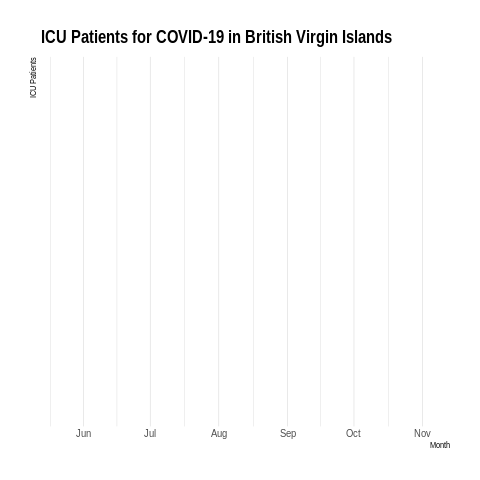 ICU Patients for COVID-19 in British Virgin Islands
ICU Patients
Jun Jul Aug Sep Oct Nov
Month